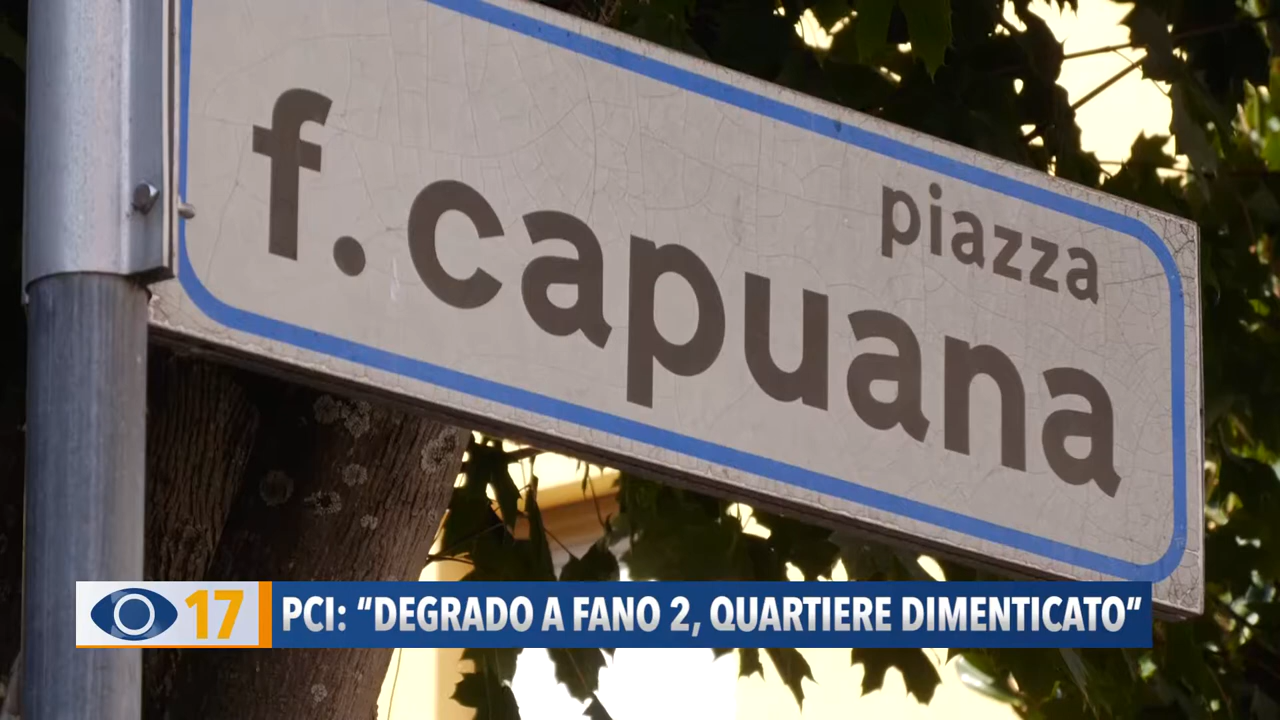 piazza
f. capuana
17 PCI: “DEGRADO A FANO 2, QUARTIERE DIMENTICATO”